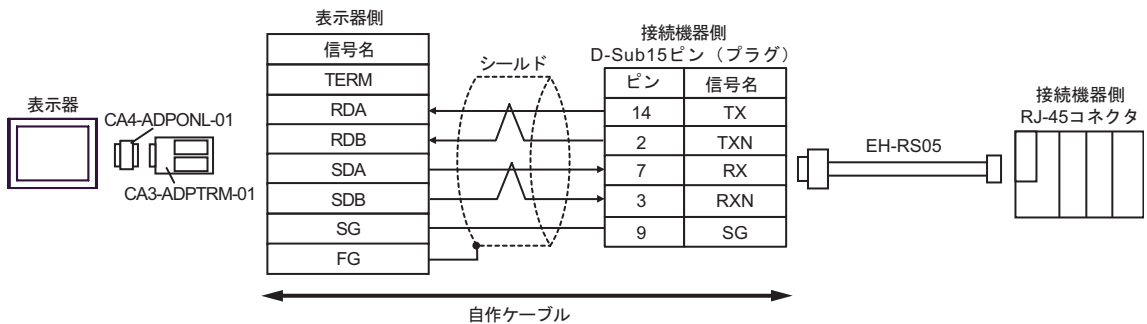 表示器
CA4-ADPONL-01
CA3-ADPTRM-01
表示器側
信号名
TERM
RDA
RDB
SDA
SDB
SG
FG
シールド
接続機器側
D-Sub15ピン（プラグ）
ピン 信号名
14 TX
2 TXN
7 RX
3 RXN
9 SG
自作ケーブル
EH-RS05
接続機器側
RJ-45コネクタ